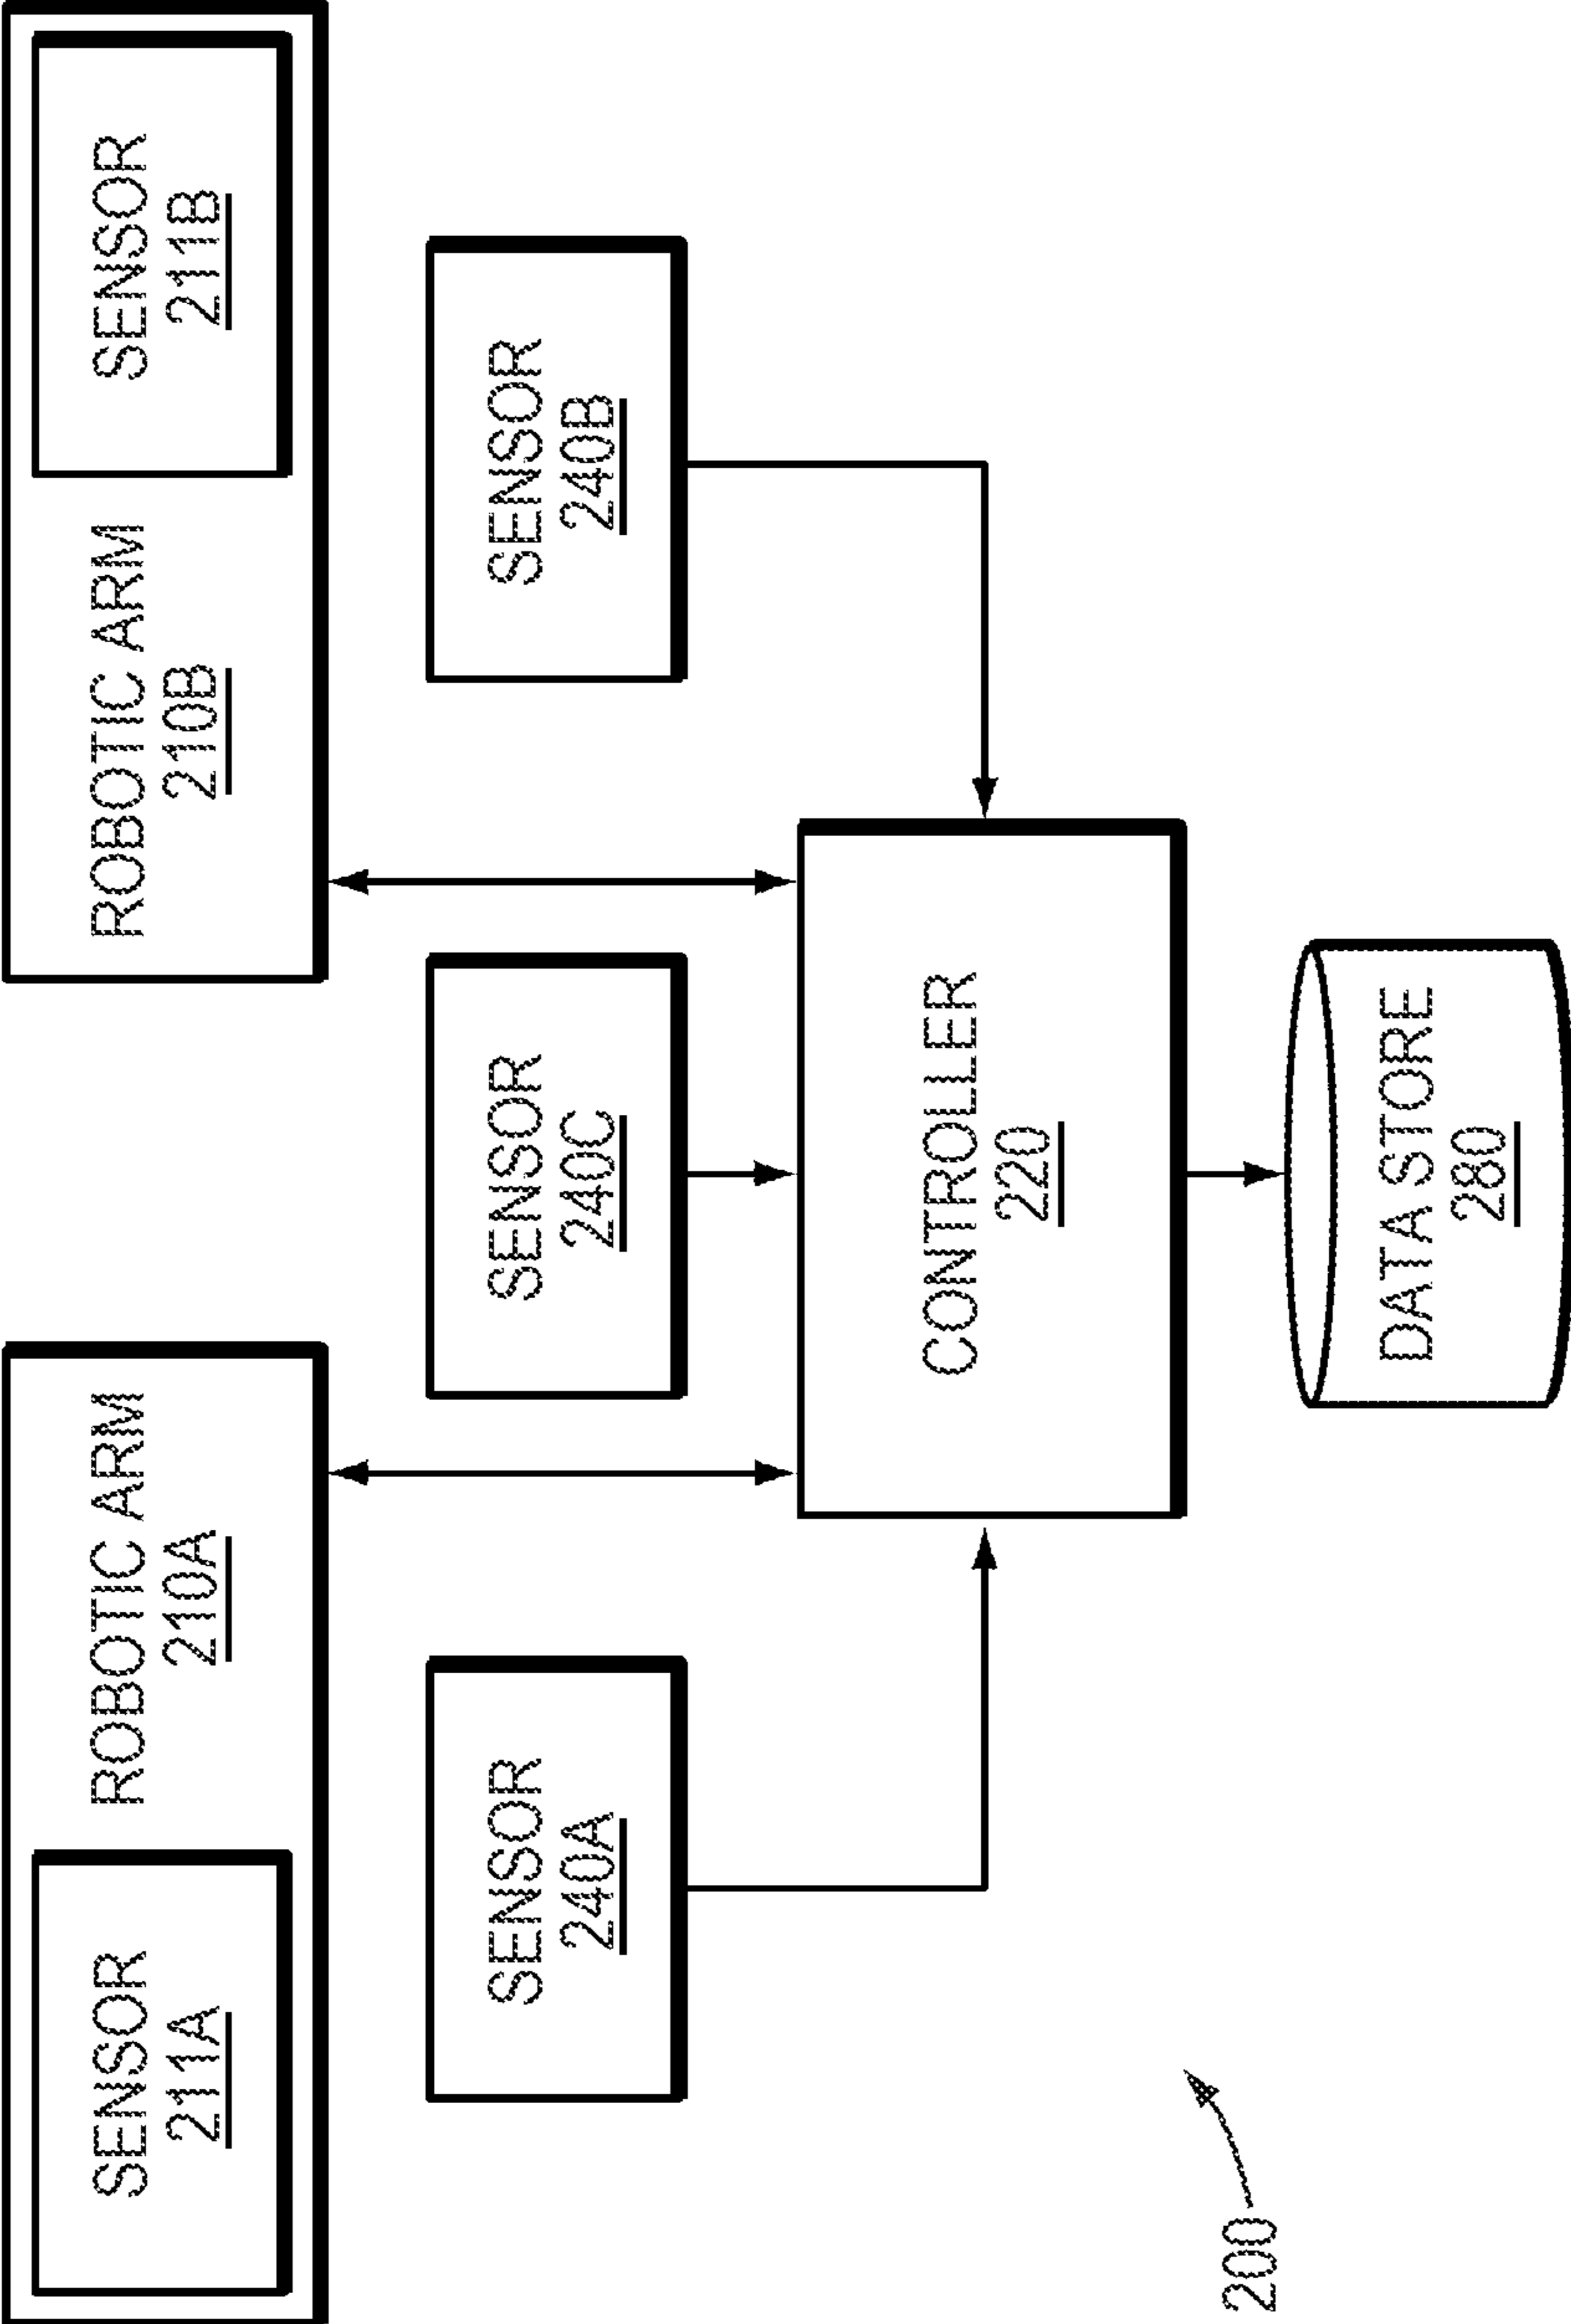 SENSOR
211A
ROBOTIC ARM
210A
ROBOTIC ARM
210B
SENSOR
211B
SENSOR
240A
SENSOR
240C
SENSOR
240B
CONTROLLER
220
DATA STORE
280
200